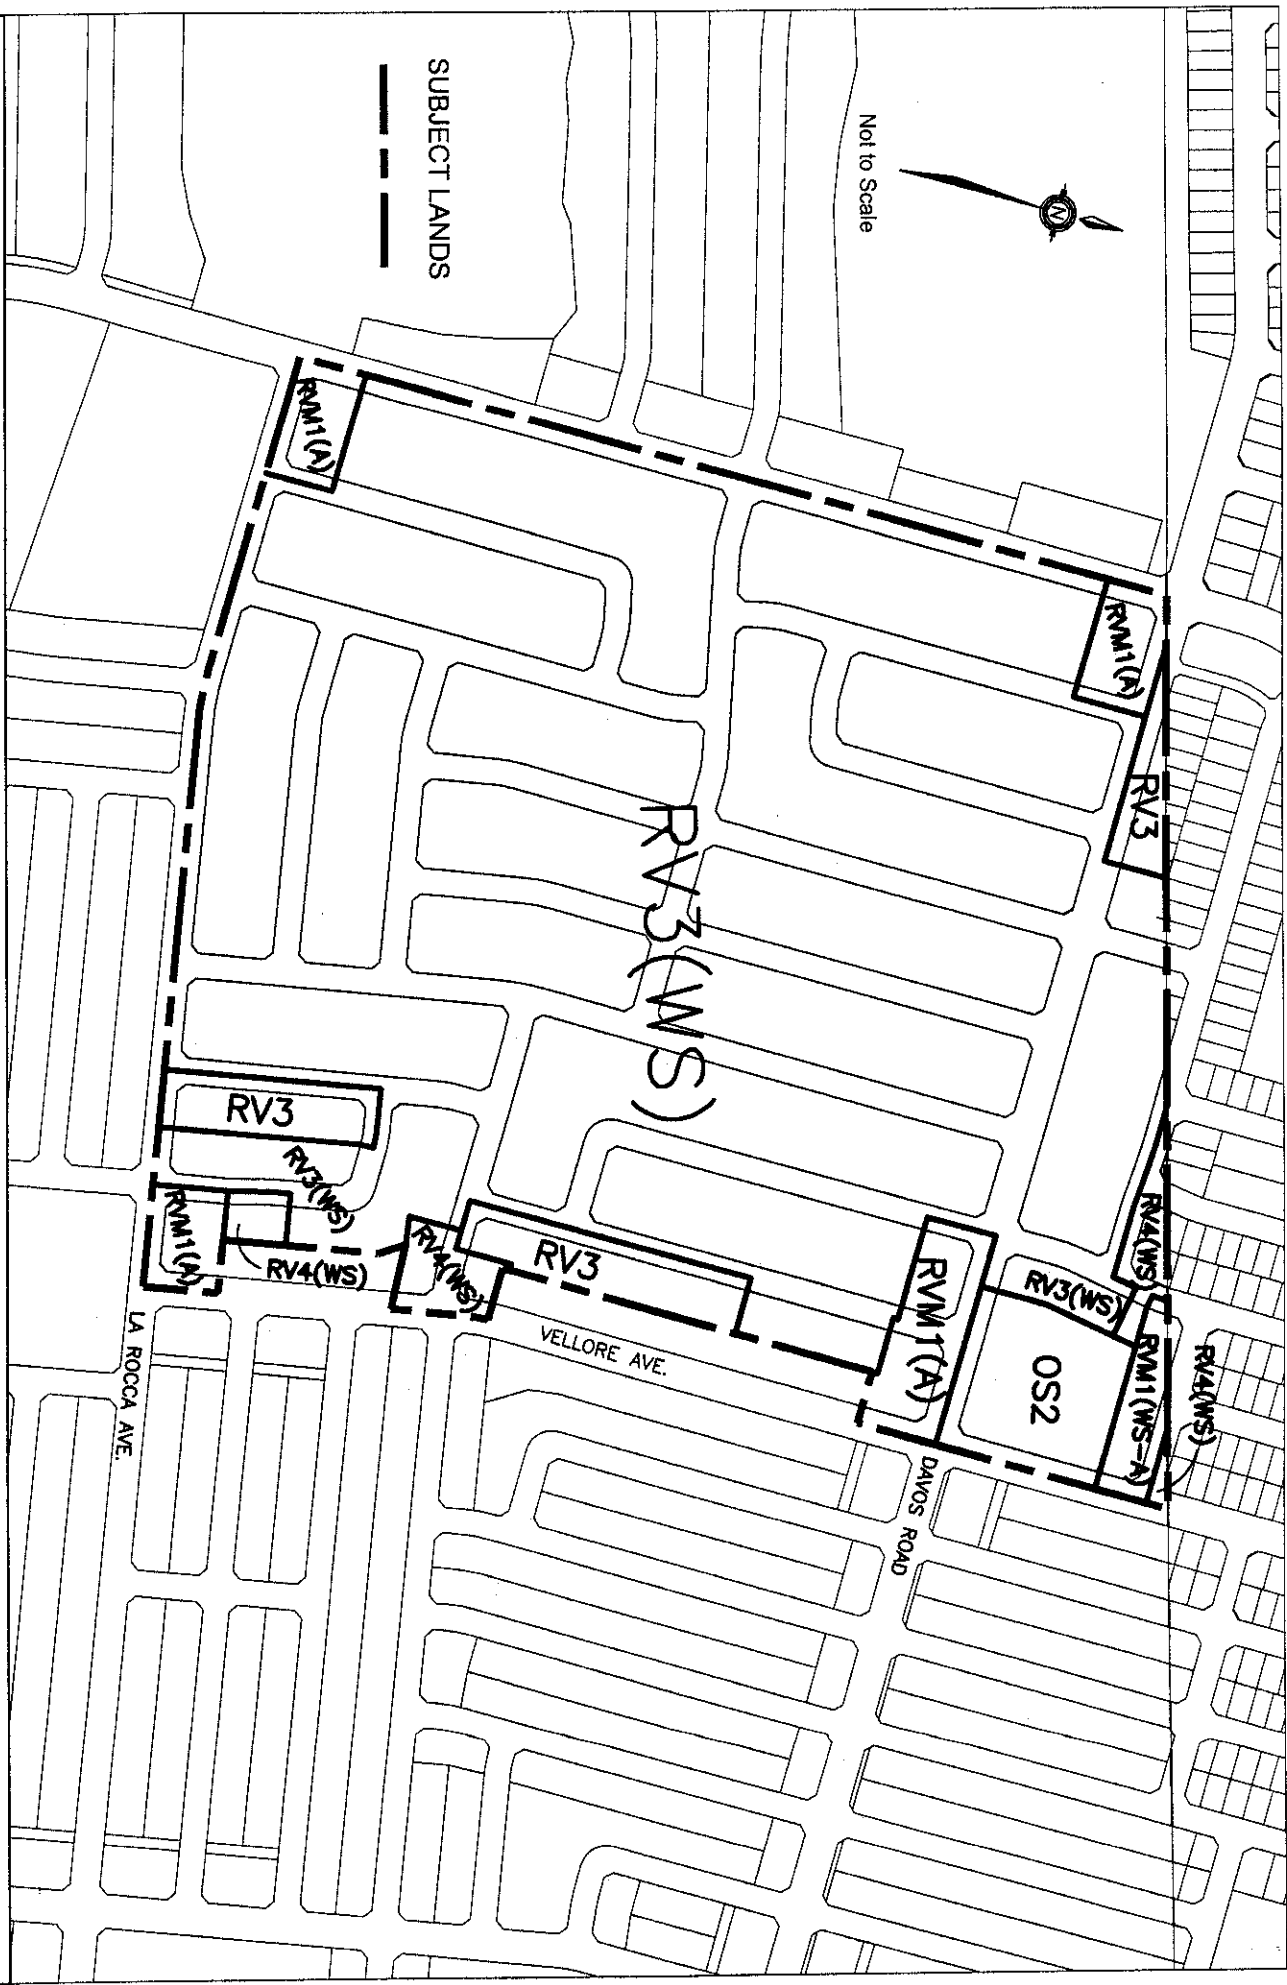 Not to Scale
N
SUBJECT LANDS
RVM1(A)
RVM1(A)
RV3
RV3(WS)
RV3
RV3(WS)
RVM1(A)
RV4(WS)
RV4(WS)
RV3
RVM1(A)
RV3(WS)
RV4(WS)
OS2
RVM1(WS-A)
RV4(WS)
VELLORE AVE.
LA ROCCA AVE.
DAVOS ROAD